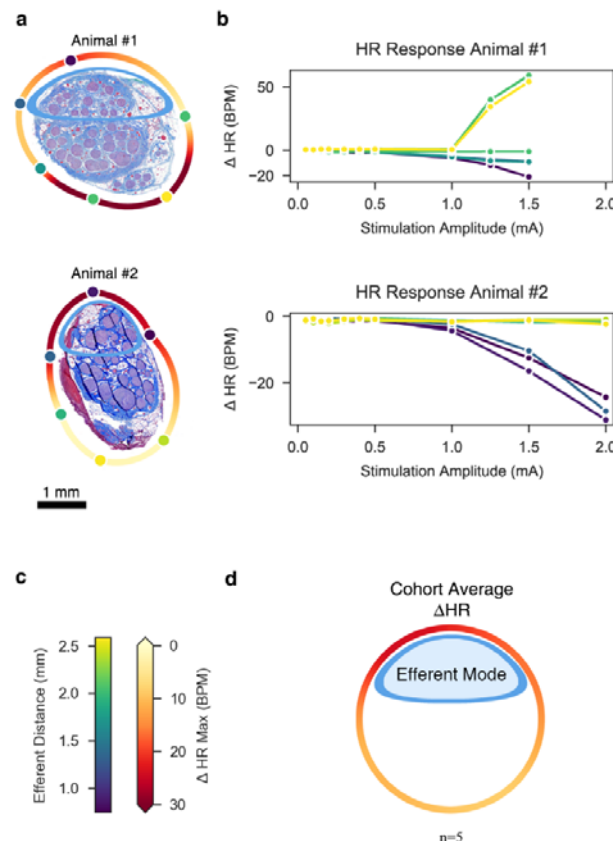 a
Animal #1
Animal #2
1 mm
b
HR Response Animal #1
Δ HR (BPM)
50
0
−20
0.0 0.5 1.0 1.5 2.0
Stimulation Amplitude (mA)
HR Response Animal #2
Δ HR (BPM)
0
−20
0.0 0.5 1.0 1.5 2.0
Stimulation Amplitude (mA)
c
Efferent Distance (mm)
2.5
2.0
1.5
1.0
Δ HR Max (BPM)
0
10
20
30
d
Cohort Average
ΔHR
Efferent Mode
n=5